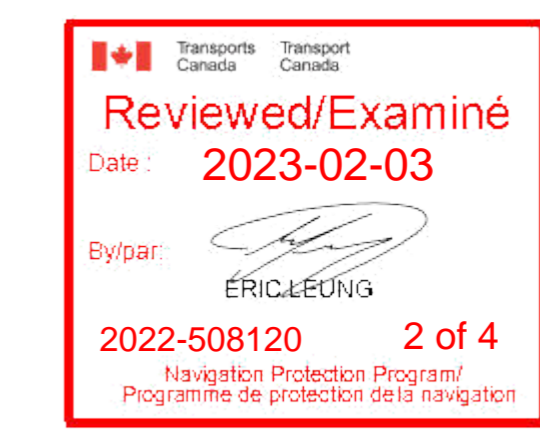 Transports Transport
Canada Canada
Reviewed/Examiné
Date : 2023-02-03
By/par:
ERIC LEUNG
2022-508120 2 of 4
Navigation Protection Program/
Programme de protection de la navigation